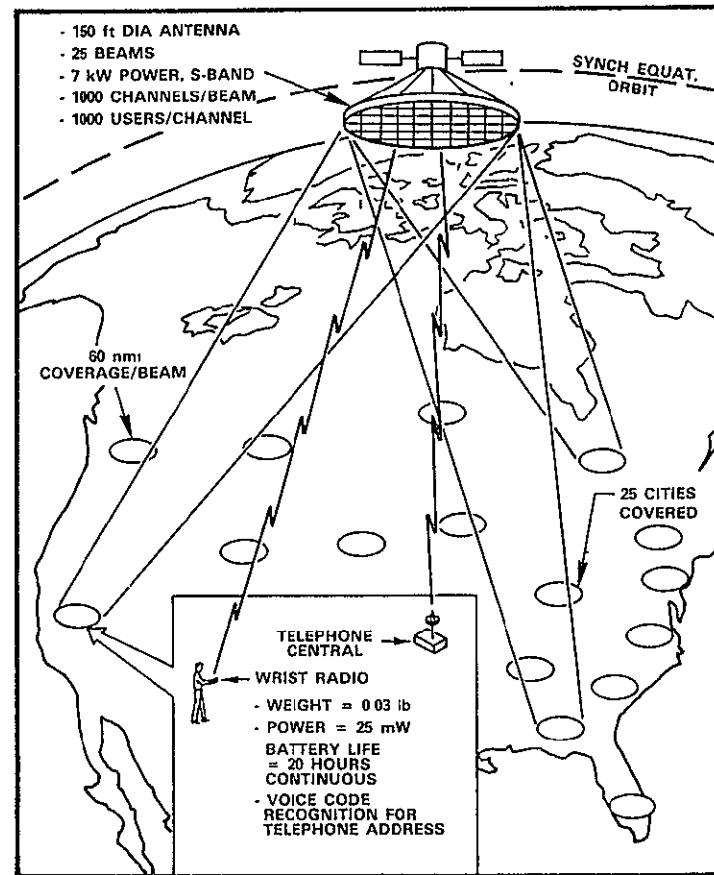 - 150 ft DIA ANTENNA
- 25 BEAMS
- 7 kW POWER, S-BAND
- 1000 CHANNELS/BEAM
- 1000 USERS/CHANNEL
SYNCH EQUAT.
ORBIT
60 nmi
COVERAGE/BEAM
25 CITIES
COVERED
TELEPHONE
CENTRAL
WRIST RADIO
- WEIGHT = 0 03 lb
- POWER = 25 mW
BATTERY LIFE
= 20 HOURS
CONTINUOUS
- VOICE CODE
RECOGNITION FOR
TELEPHONE ADDRESS